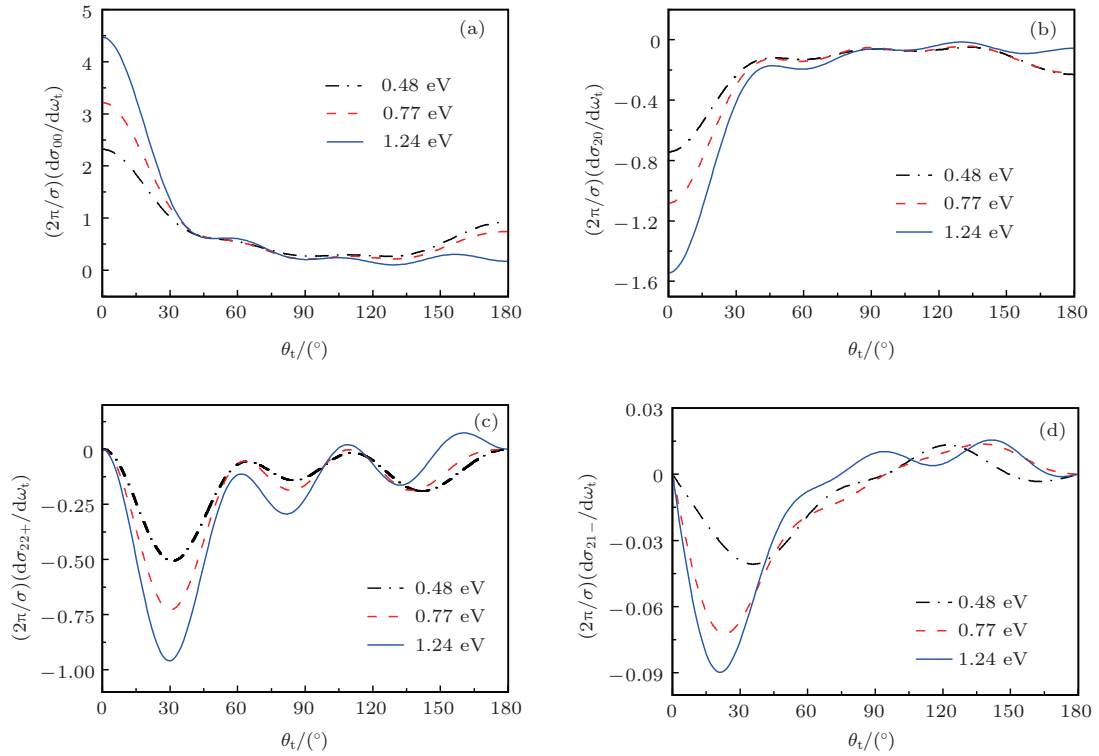 (a)
(2π/σ)(dσ₀₀/dωₜ)
5
4
3
2
1
0
0.48 eV
0.77 eV
1.24 eV
0 30 60 90 120 150 180
θₜ/(°)
(b)
(2π/σ)(dσ₂₀/dωₜ)
0
−0.4
−0.8
−1.2
−1.6
0.48 eV
0.77 eV
1.24 eV
0 30 60 90 120 150 180
θₜ/(°)
(c)
(2π/σ)(dσ₂₂₊/dωₜ)
0
−0.25
−0.50
−0.75
−1.00
0.48 eV
0.77 eV
1.24 eV
0 30 60 90 120 150 180
θₜ/(°)
(d)
(2π/σ)(dσ₂₁₋/dωₜ)
0.03
0
−0.03
−0.06
−0.09
0.48 eV
0.77 eV
1.24 eV
0 30 60 90 120 150 180
θₜ/(°)